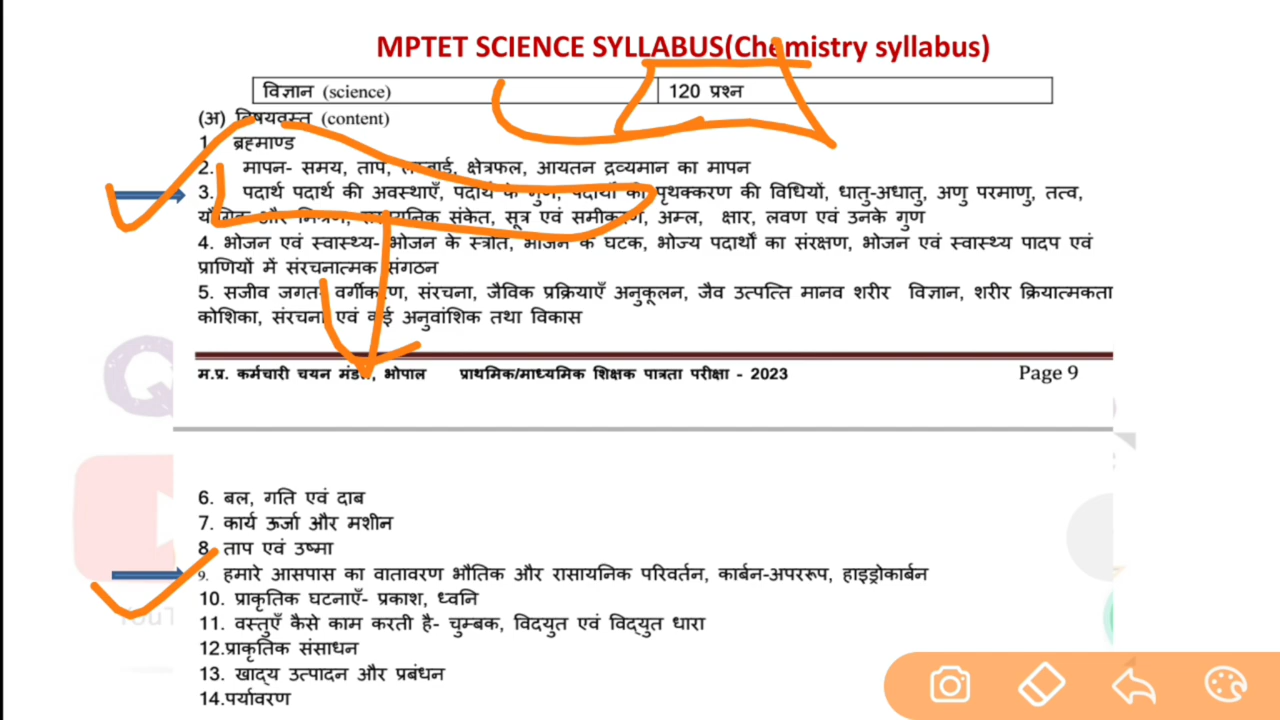 MPTET SCIENCE SYLLABUS(Chemistry syllabus)
विज्ञान (science) 120 प्रश्न
(अ) विषयवस्तु (content)
1. ब्रह्माण्ड
2. मापन- समय, ताप, लम्बाई, क्षेत्रफल, आयतन द्रव्यमान का मापन
3. पदार्थ पदार्थ की अवस्थाएँ, पदार्थ के गुण, पदार्थों की पृथक्करण की विधियों, धातु-अधातु, अणु परमाणु, तत्व,
यौगिक और मिश्रण, रासायनिक संकेत, सूत्र एवं समीकरण, अम्ल, क्षार, लवण एवं उनके गुण
4. भोजन एवं स्वास्थ्य- भोजन के स्त्रोत, भोजन के घटक, भोज्य पदार्थों का संरक्षण, भोजन एवं स्वास्थ्य पादप एवं
प्राणियों में संरचनात्मक संगठन
5. सजीव जगत- वर्गीकरण, संरचना, जैविक प्रक्रियाएँ अनुकूलन, जैव उत्पत्ति मानव शरीर विज्ञान, शरीर क्रियात्मकता
कोशिका, संरचना एवं कई अनुवांशिक तथा विकास
म.प्र. कर्मचारी चयन मंडल, भोपाल प्राथमिक/माध्यमिक शिक्षक पात्रता परीक्षा - 2023 Page 9
6. बल, गति एवं दाब
7. कार्य ऊर्जा और मशीन
8. ताप एवं उष्मा
9. हमारे आसपास का वातावरण भौतिक और रासायनिक परिवर्तन, कार्बन-अपररूप, हाइड्रोकार्बन
10. प्राकृतिक घटनाएँ- प्रकाश, ध्वनि
11. वस्तुएँ कैसे काम करती है- चुम्बक, विदयुत एवं विद्युत धारा
12.प्राकृतिक संसाधन
13. खाद्य उत्पादन और प्रबंधन
14.पर्यावरण